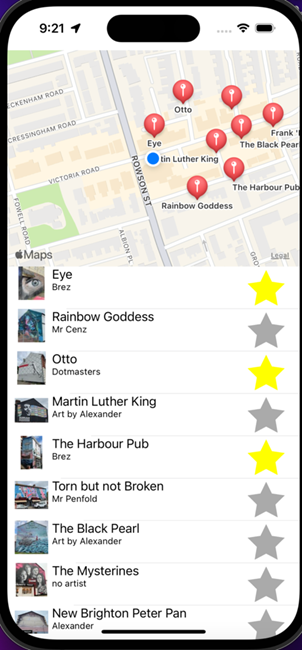 9:21
Otto
ECKENHAM ROAD
CRESSINGHAM ROAD
Eye
Frank '
The Black Pear
tin Luther King
VICTORIA ROAD
ROWSON ST
The Harbour Pub
Rainbow Goddess
FOWELL ROAD
ALBION PL
Maps
Legal
Eye
Brez
Rainbow Goddess
Mr Cenz
Otto
Dotmasters
Martin Luther King
Art by Alexander
The Harbour Pub
Brez
Torn but not Broken
Mr Penfold
The Black Pearl
Art by Alexander
The Mysterines
no artist
New Brighton Peter Pan
Alexander